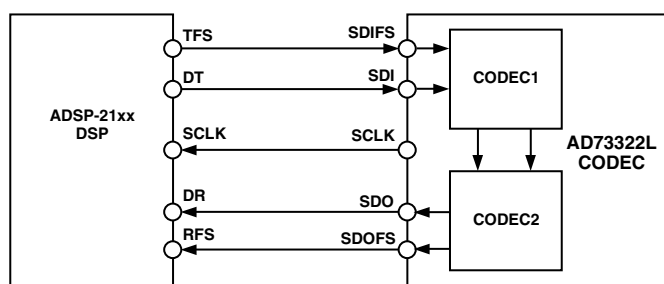 TFS
SDIFS
DT
SDI
CODEC1
ADSP-21xx
DSP
SCLK
SCLK
AD73322L
CODEC
DR
SDO
CODEC2
RFS
SDOFS